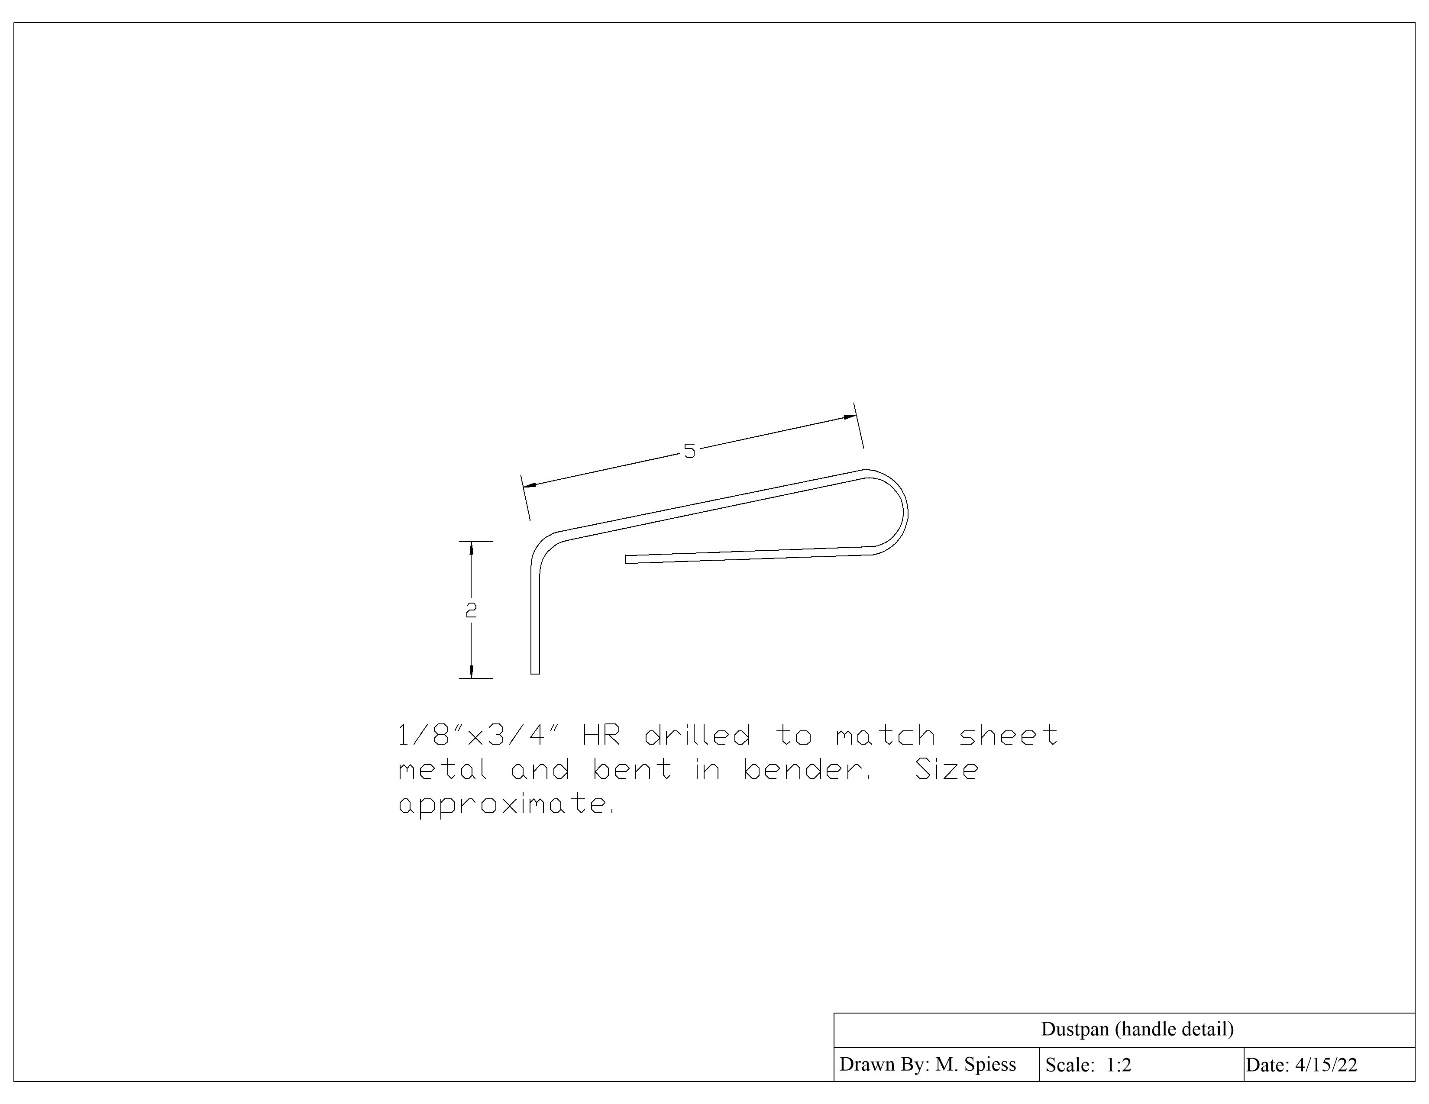 5
2
1/8"x3/4" HR drilled to match sheet
metal and bent in bender. Size
approximate.
Dustpan (handle detail)
Drawn By: M. Spiess Scale: 1:2 Date: 4/15/22